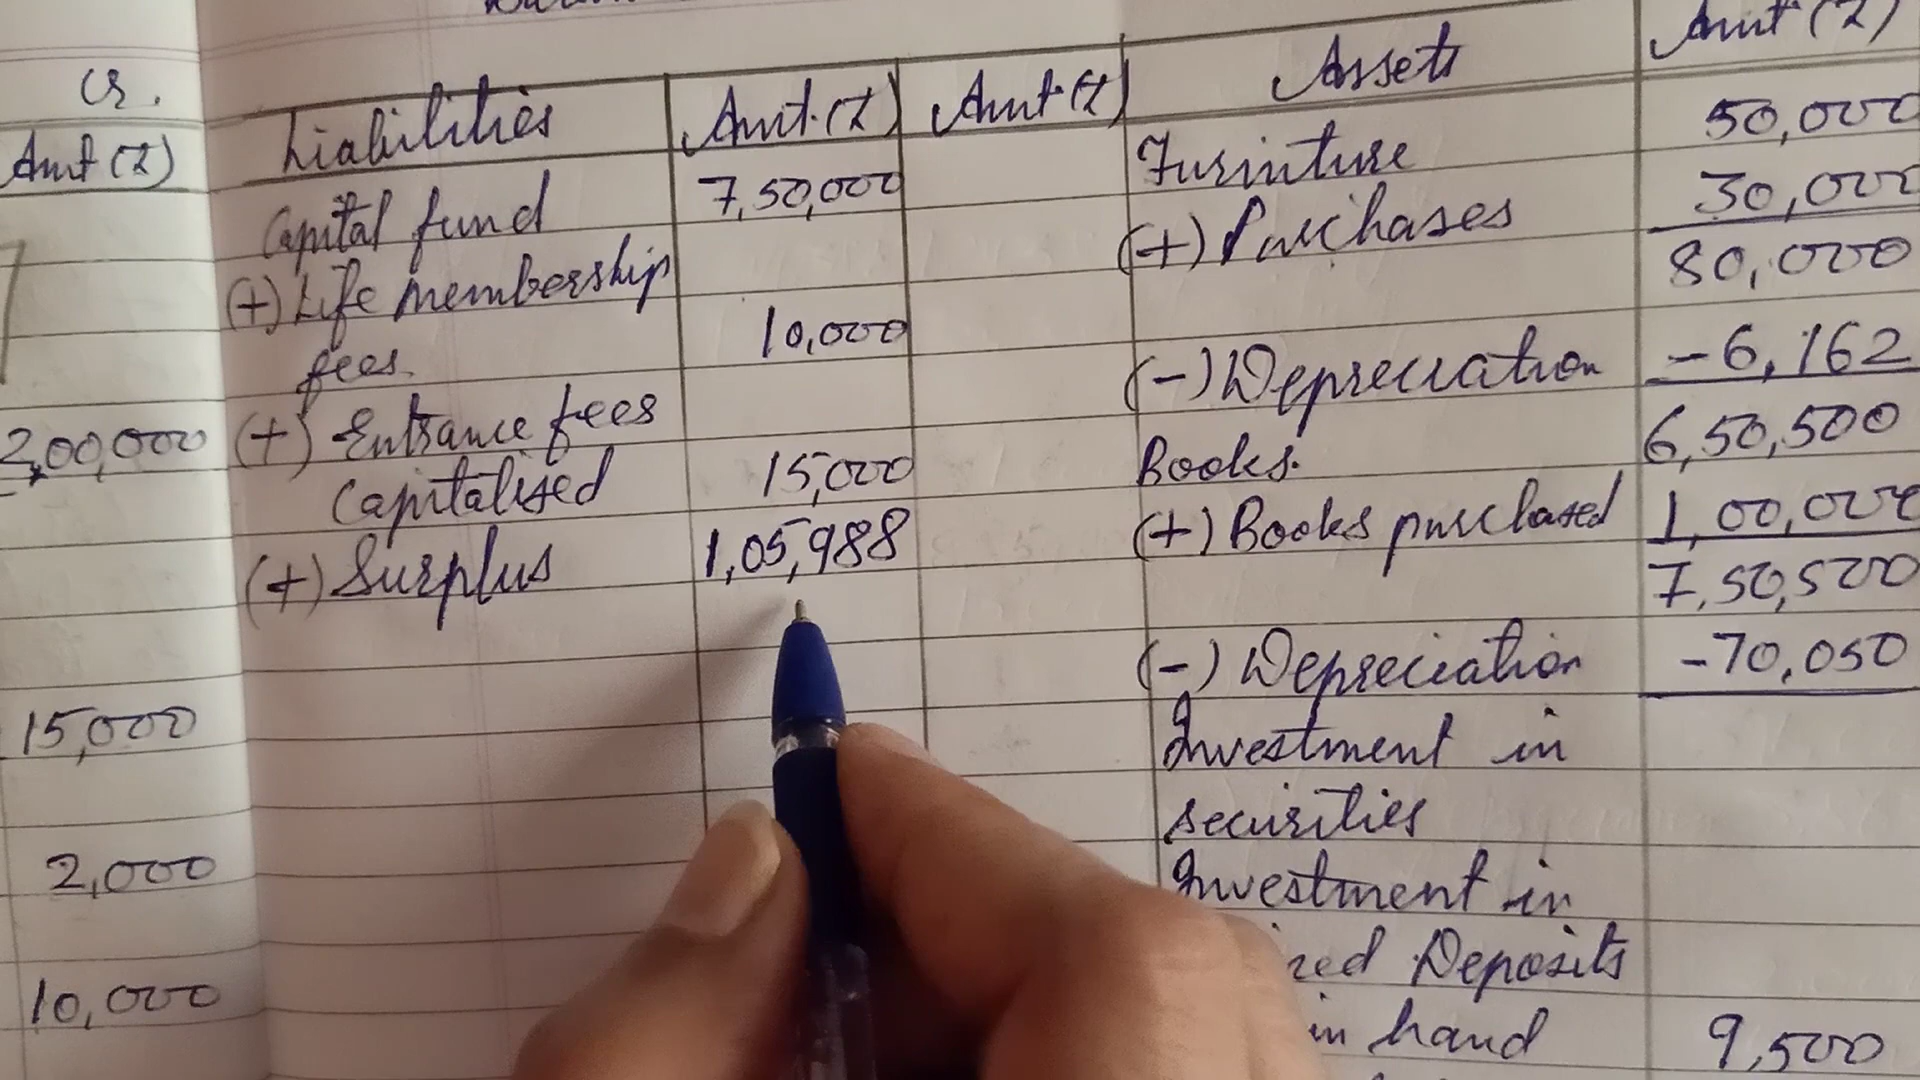 Cr.
Amt (₹)
2,00,000
15,000
2,000
10,000
Liabilities Amt.(₹) Amt.(₹) Assets Amt (₹)
Capital fund 7,50,000
(+) Life membership
fees. 10,000
(+) Entrance fees
Capitalised 15,000
(+) Surplus 1,05,988
Furinture 50,000
(+) Purchases 30,000
80,000
(-) Depreciation -6,162
Books. 6,50,500
(+) Books purchased 1,00,000
7,50,500
(-) Depreciation -70,050
Investment in
securities
Investment in
Deposits
in hand 9,500